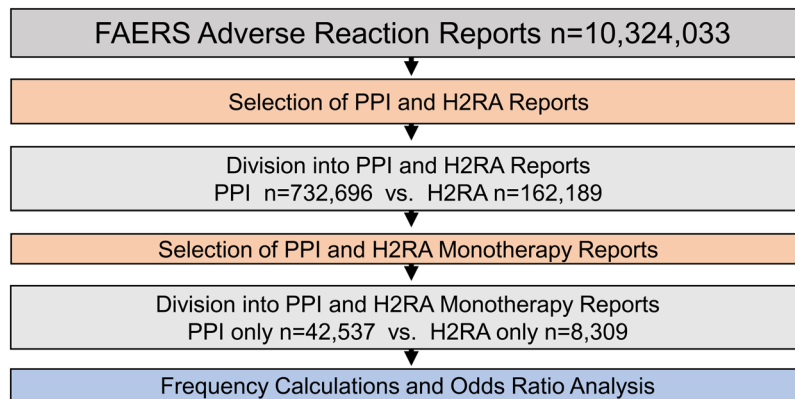 FAERS Adverse Reaction Reports n=10,324,033
Selection of PPI and H2RA Reports
Division into PPI and H2RA Reports
PPI  n=732,696  vs.  H2RA n=162,189
Selection of PPI and H2RA Monotherapy Reports
Division into PPI and H2RA Monotherapy Reports
PPI only n=42,537  vs.  H2RA only n=8,309
Frequency Calculations and Odds Ratio Analysis